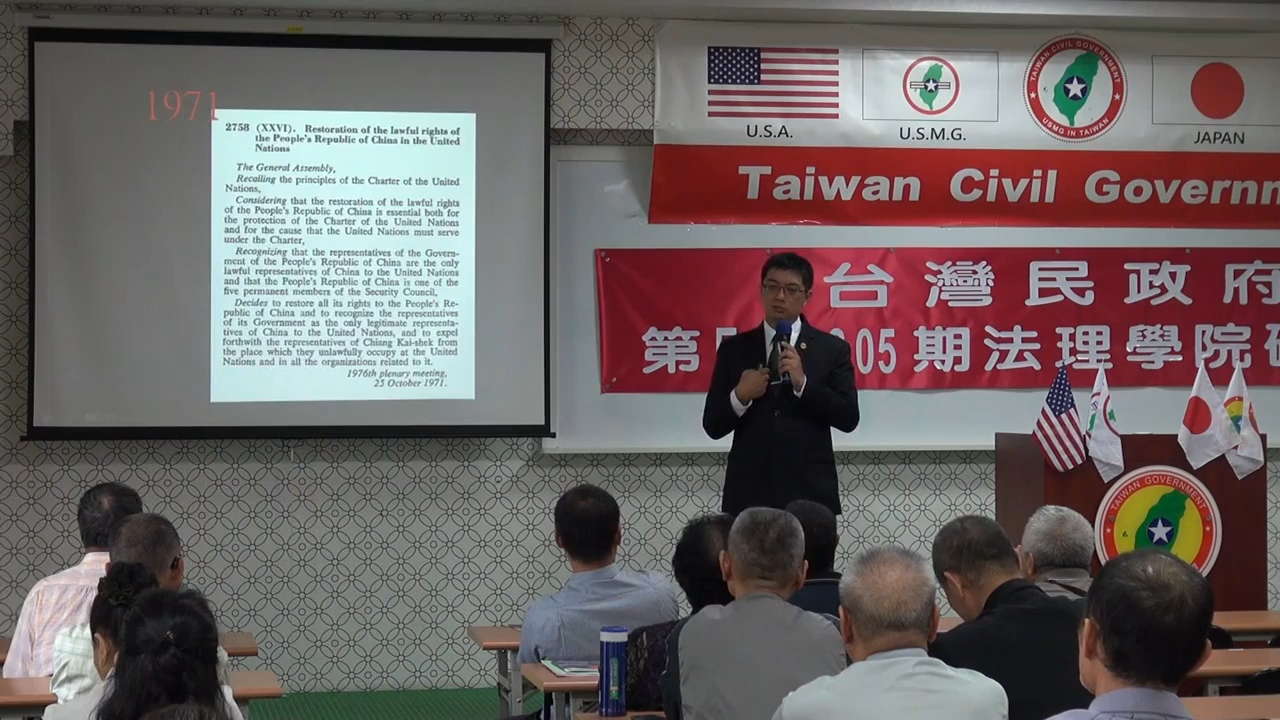 1971
2758 (XXVI). Restoration of the lawful rights of
the People's Republic of China in the United
Nations
The General Assembly,
Recalling the principles of the Charter of the United
Nations,
Considering that the restoration of the lawful rights
of the People's Republic of China is essential both for
the protection of the Charter of the United Nations
and for the cause that the United Nations must serve
under the Charter,
Recognizing that the representatives of the Govern-
ment of the People's Republic of China are the only
lawful representatives of China to the United Nations
and that the People's Republic of China is one of the
five permanent members of the Security Council,
Decides to restore all its rights to the People's Re-
public of China and to recognize the representatives
of its Government as the only legitimate representa-
tives of China to the United Nations, and to expel
forthwith the representatives of Chiang Kai-shek from
the place which they unlawfully occupy at the United
Nations and in all the organizations related to it.
1976th plenary meeting,
25 October 1971.
U.S.A.
U.S.M.G.
TAIWAN CIVIL GOVERNMENT
USMG IN TAIWAN
JAPAN
Taiwan Civil Governm
台灣民政府
第5 05期法理學院研
TAIWAN GOVERNMENT